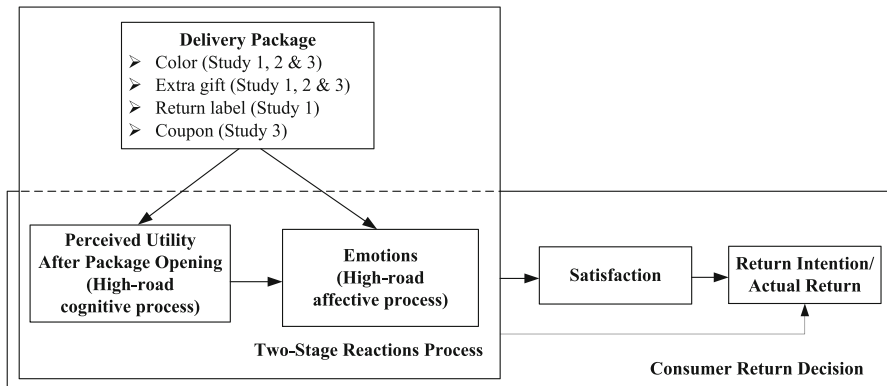 Delivery Package
➢ Color (Study 1, 2 & 3)
➢ Extra gift (Study 1, 2 & 3)
➢ Return label (Study 1)
➢ Coupon (Study 3)
Perceived Utility
After Package Opening
(High-road
cognitive process)
Emotions
(High-road
affective process)
Satisfaction
Return Intention/
Actual Return
Two-Stage Reactions Process
Consumer Return Decision